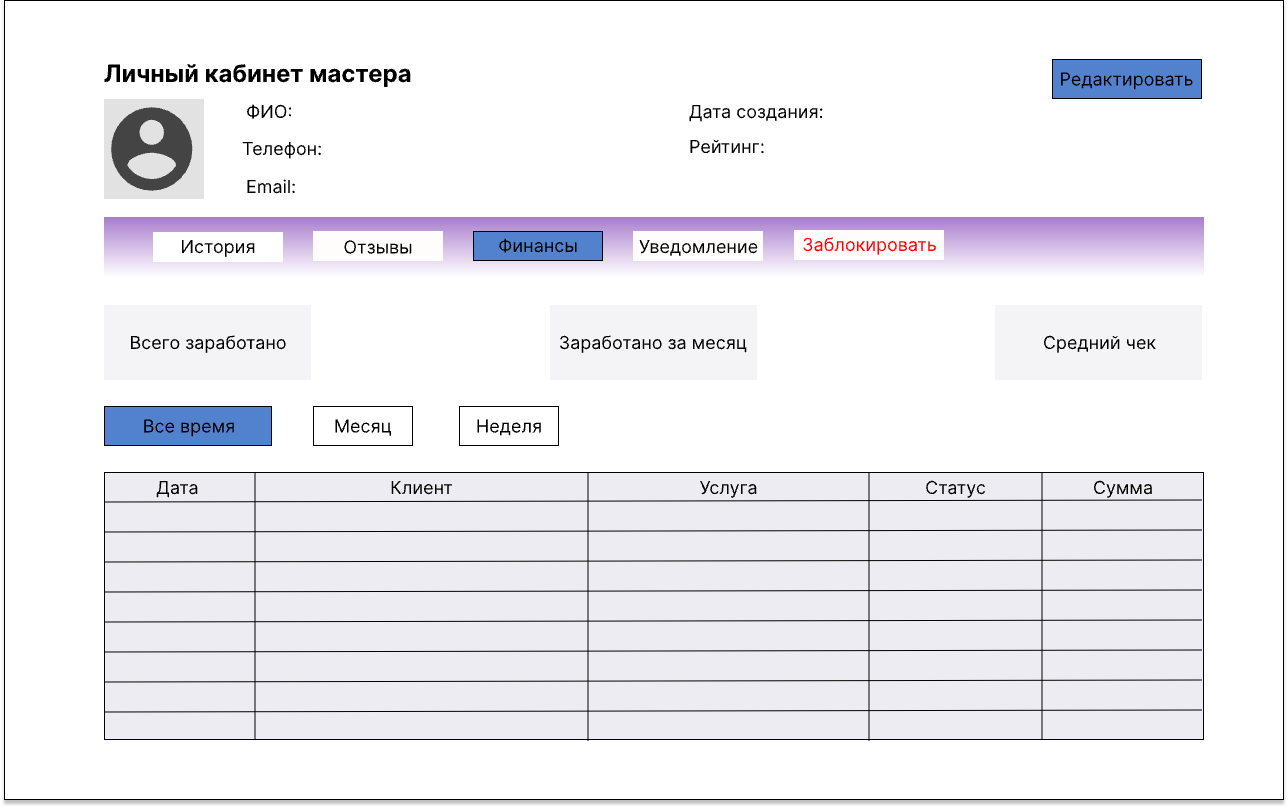 Личный кабинет мастера
Редактировать
ФИО:
Дата создания:
Телефон:
Рейтинг:
Email:
История
Отзывы
Финансы
Уведомление
Заблокировать
Всего заработано
Заработано за месяц
Средний чек
Все время
Месяц
Неделя
Дата
Клиент
Услуга
Статус
Сумма